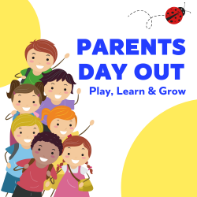 PARENTS
DAY OUT
Play, Learn & Grow